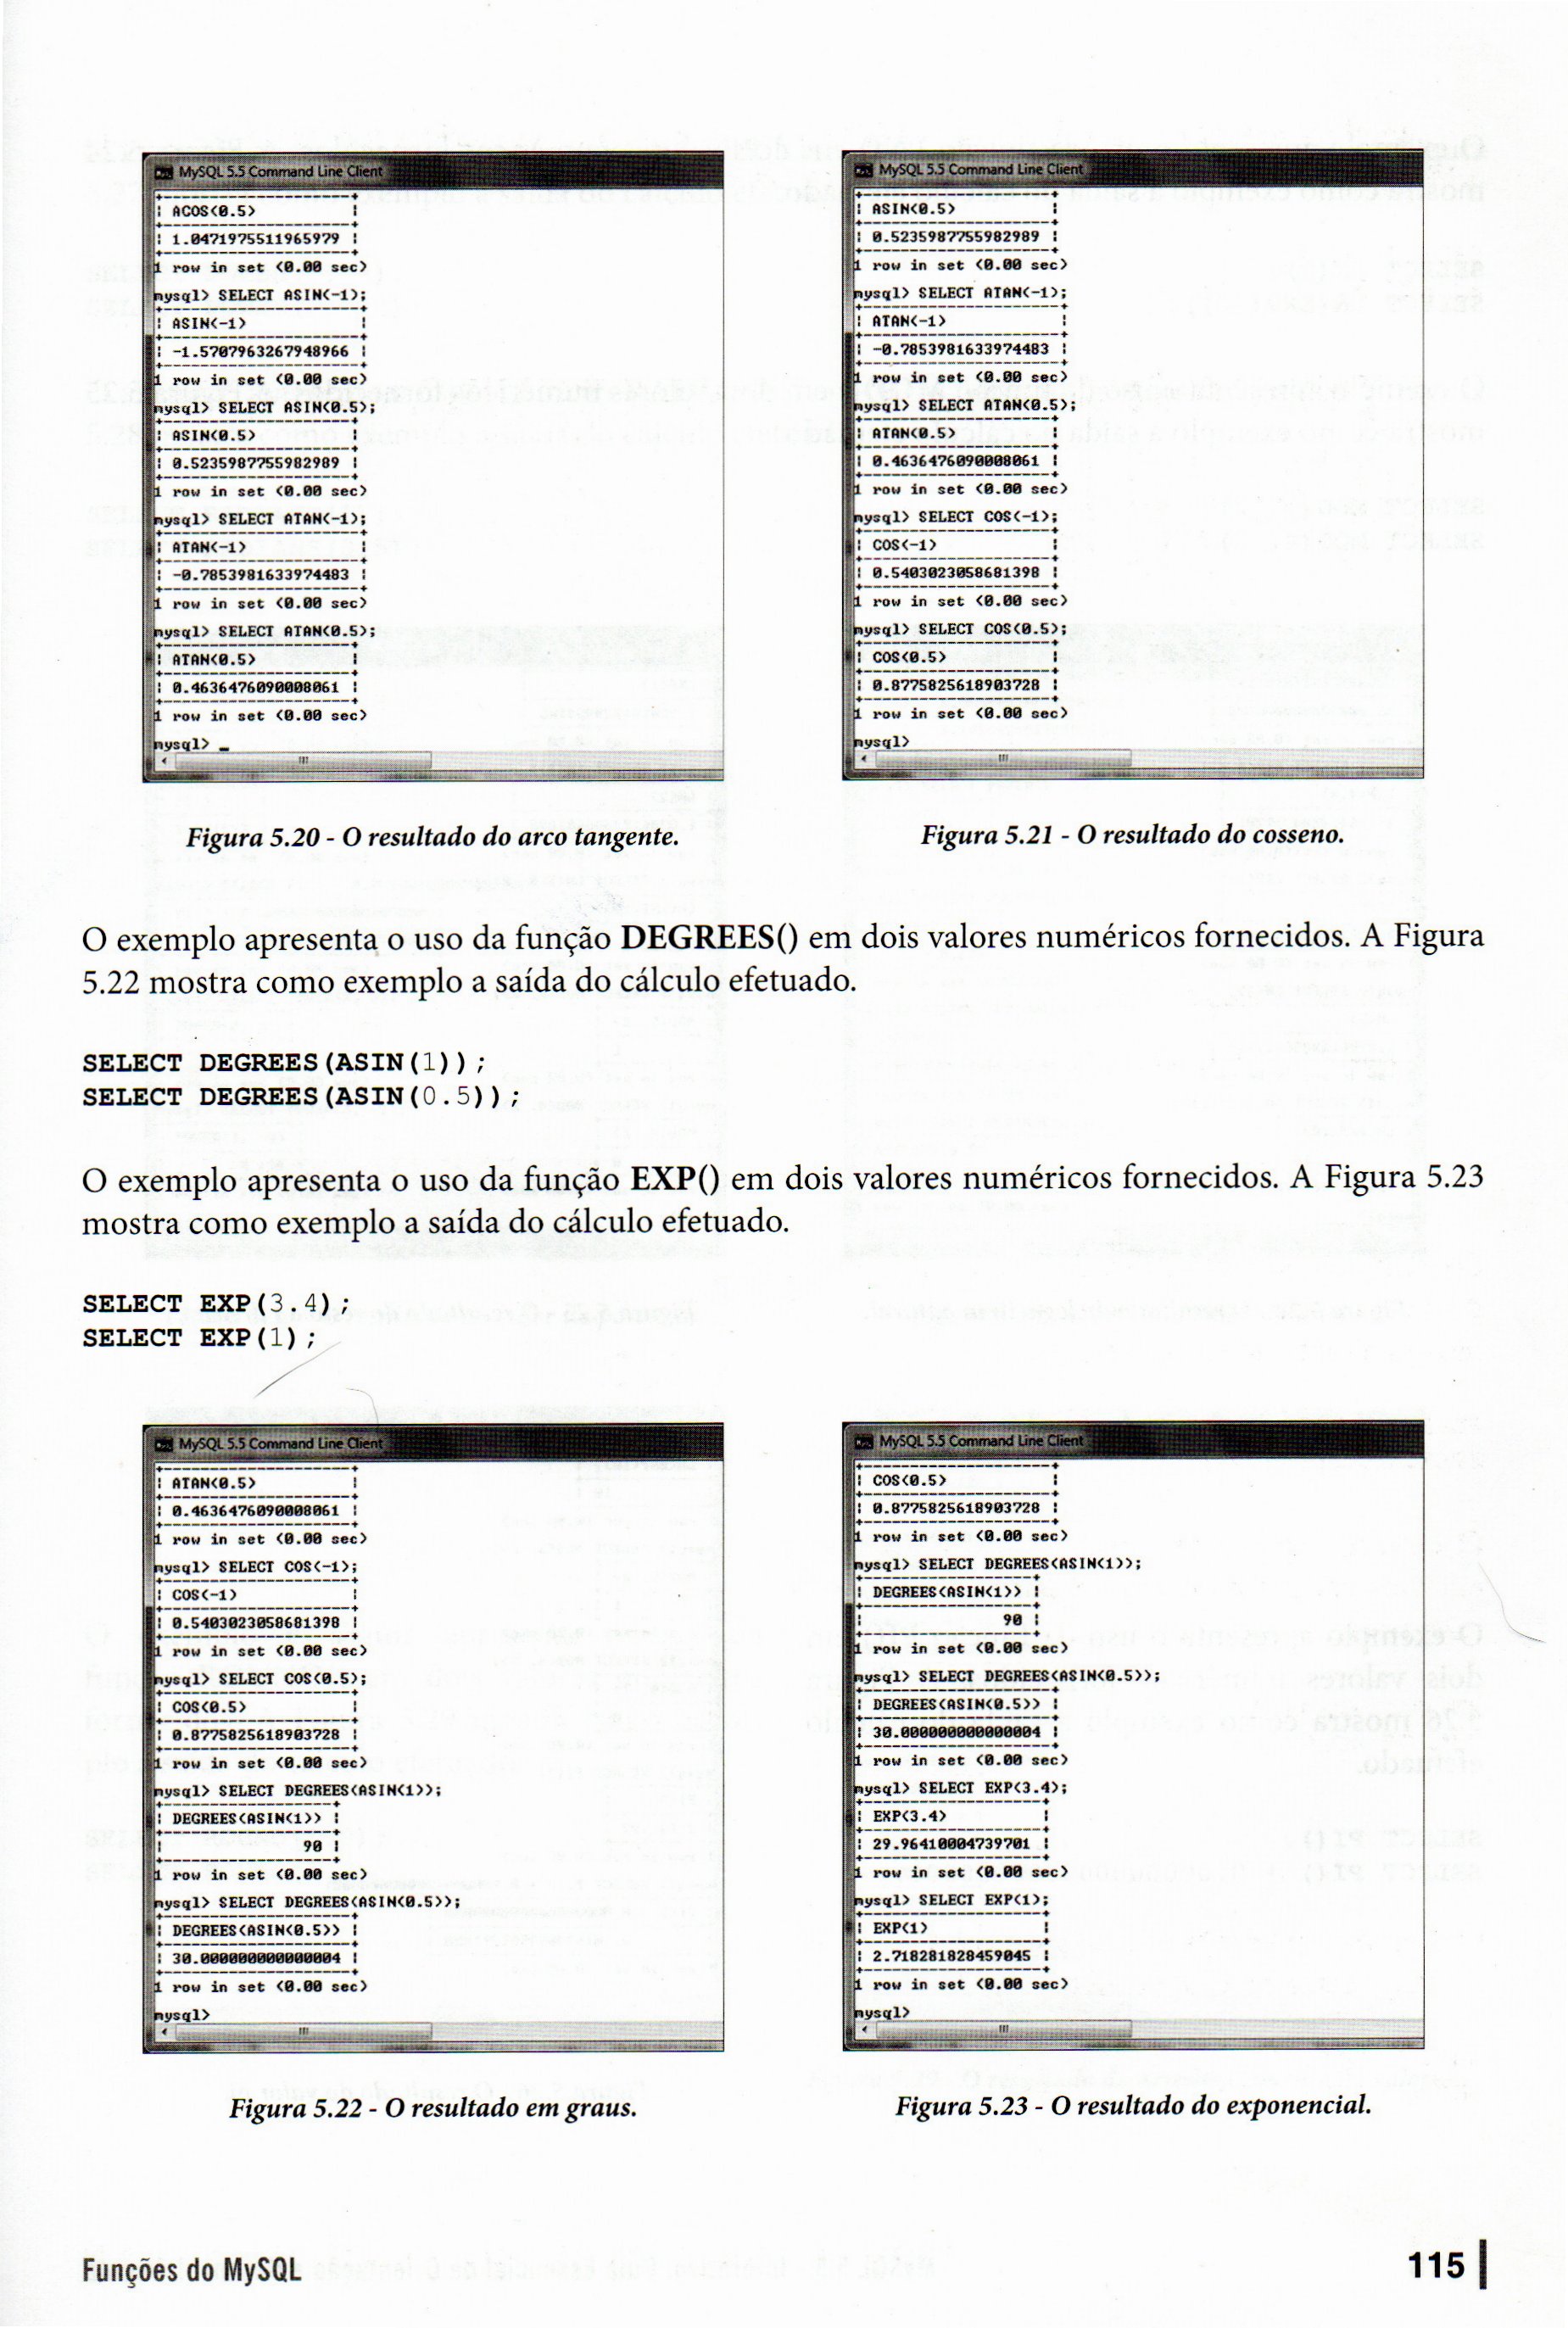 MySQL 5.5 Command Line Client
+--------------------+
| ACOS(0.5)          |
+--------------------+
| 1.0471975511965979 |
+--------------------+
1 row in set (0.00 sec)
mysql> SELECT ASIN(-1);
+---------------------+
| ASIN(-1)            |
+---------------------+
| -1.5707963267948966 |
+---------------------+
1 row in set (0.00 sec)
mysql> SELECT ASIN(0.5);
+--------------------+
| ASIN(0.5)          |
+--------------------+
| 0.5235987755982989 |
+--------------------+
1 row in set (0.00 sec)
mysql> SELECT ATAN(-1);
+---------------------+
| ATAN(-1)            |
+---------------------+
| -0.7853981633974483 |
+---------------------+
1 row in set (0.00 sec)
mysql> SELECT ATAN(0.5);
+--------------------+
| ATAN(0.5)          |
+--------------------+
| 0.4636476090008061 |
+--------------------+
1 row in set (0.00 sec)
mysql> _
Figura 5.20 - O resultado do arco tangente.
MySQL 5.5 Command Line Client
+--------------------+
| ASIN(0.5)          |
+--------------------+
| 0.5235987755982989 |
+--------------------+
1 row in set (0.00 sec)
mysql> SELECT ATAN(-1);
+---------------------+
| ATAN(-1)            |
+---------------------+
| -0.7853981633974483 |
+---------------------+
1 row in set (0.00 sec)
mysql> SELECT ATAN(0.5);
+--------------------+
| ATAN(0.5)          |
+--------------------+
| 0.4636476090008061 |
+--------------------+
1 row in set (0.00 sec)
mysql> SELECT COS(-1);
+--------------------+
| COS(-1)            |
+--------------------+
| 0.5403023058681398 |
+--------------------+
1 row in set (0.00 sec)
mysql> SELECT COS(0.5);
+--------------------+
| COS(0.5)           |
+--------------------+
| 0.8775825618903728 |
+--------------------+
1 row in set (0.00 sec)
mysql>
Figura 5.21 - O resultado do cosseno.
O exemplo apresenta o uso da função DEGREES() em dois valores numéricos fornecidos. A Figura
5.22 mostra como exemplo a saída do cálculo efetuado.
SELECT DEGREES(ASIN(1));
SELECT DEGREES(ASIN(0.5));
O exemplo apresenta o uso da função EXP() em dois valores numéricos fornecidos. A Figura 5.23
mostra como exemplo a saída do cálculo efetuado.
SELECT EXP(3.4);
SELECT EXP(1);
MySQL 5.5 Command Line Client
+--------------------+
| ATAN(0.5)          |
+--------------------+
| 0.4636476090008061 |
+--------------------+
1 row in set (0.00 sec)
mysql> SELECT COS(-1);
+--------------------+
| COS(-1)            |
+--------------------+
| 0.5403023058681398 |
+--------------------+
1 row in set (0.00 sec)
mysql> SELECT COS(0.5);
+--------------------+
| COS(0.5)           |
+--------------------+
| 0.8775825618903728 |
+--------------------+
1 row in set (0.00 sec)
mysql> SELECT DEGREES(ASIN(1));
+------------------+
| DEGREES(ASIN(1)) |
+------------------+
|               90 |
+------------------+
1 row in set (0.00 sec)
mysql> SELECT DEGREES(ASIN(0.5));
+--------------------+
| DEGREES(ASIN(0.5)) |
+--------------------+
| 30.000000000000004 |
+--------------------+
1 row in set (0.00 sec)
mysql>
Figura 5.22 - O resultado em graus.
MySQL 5.5 Command Line Client
+--------------------+
| COS(0.5)           |
+--------------------+
| 0.8775825618903728 |
+--------------------+
1 row in set (0.00 sec)
mysql> SELECT DEGREES(ASIN(1));
+------------------+
| DEGREES(ASIN(1)) |
+------------------+
|               90 |
+------------------+
1 row in set (0.00 sec)
mysql> SELECT DEGREES(ASIN(0.5));
+--------------------+
| DEGREES(ASIN(0.5)) |
+--------------------+
| 30.000000000000004 |
+--------------------+
1 row in set (0.00 sec)
mysql> SELECT EXP(3.4);
+-------------------+
| EXP(3.4)          |
+-------------------+
| 29.96410004739701 |
+-------------------+
1 row in set (0.00 sec)
mysql> SELECT EXP(1);
+-------------------+
| EXP(1)            |
+-------------------+
| 2.718281828459045 |
+-------------------+
1 row in set (0.00 sec)
mysql>
Figura 5.23 - O resultado do exponencial.
Funções do MySQL
115